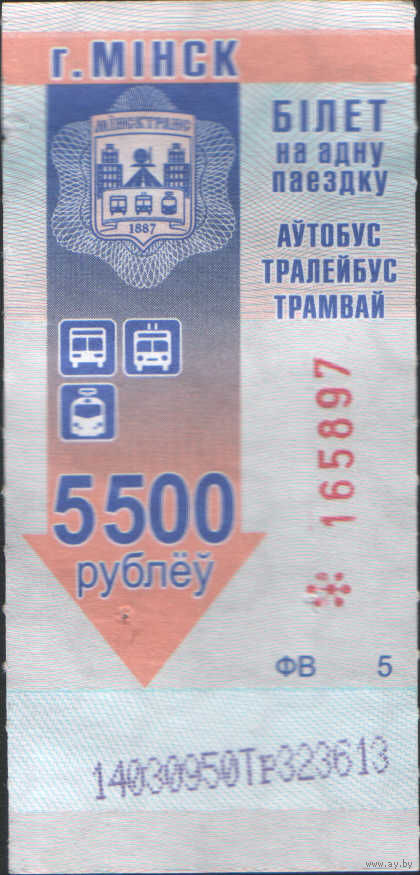 г. МІНСК
МІНСКТРАНС
1887
БІЛЕТ
на адну
паездку
АЎТОБУС
ТРАЛЕЙБУС
ТРАМВАЙ
165897
5500
рублёў
ФВ 5
14030950Тр323613
www.ay.by